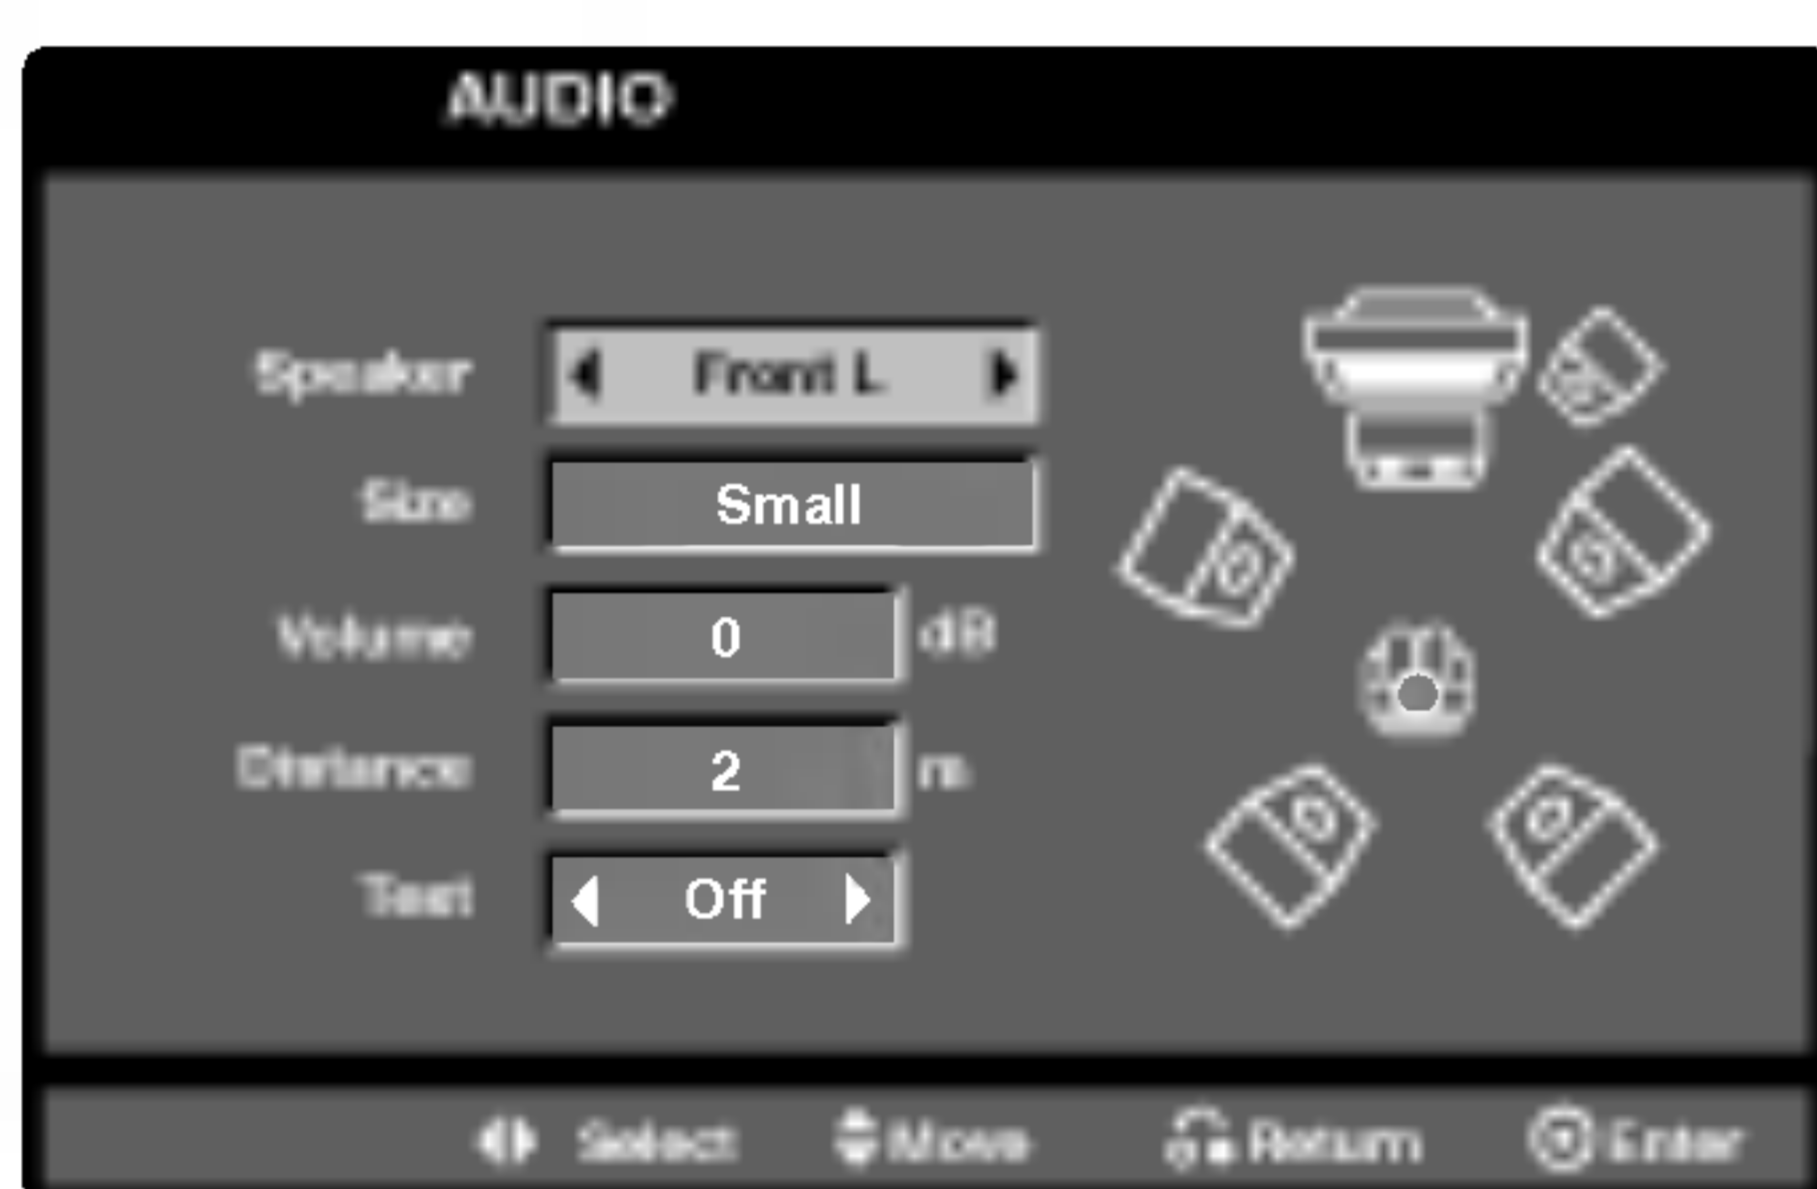 AUDIO
Speaker Front L
Size Small
Volume 0 dB
Distance 2 m
Test Off
Select Move Return Enter